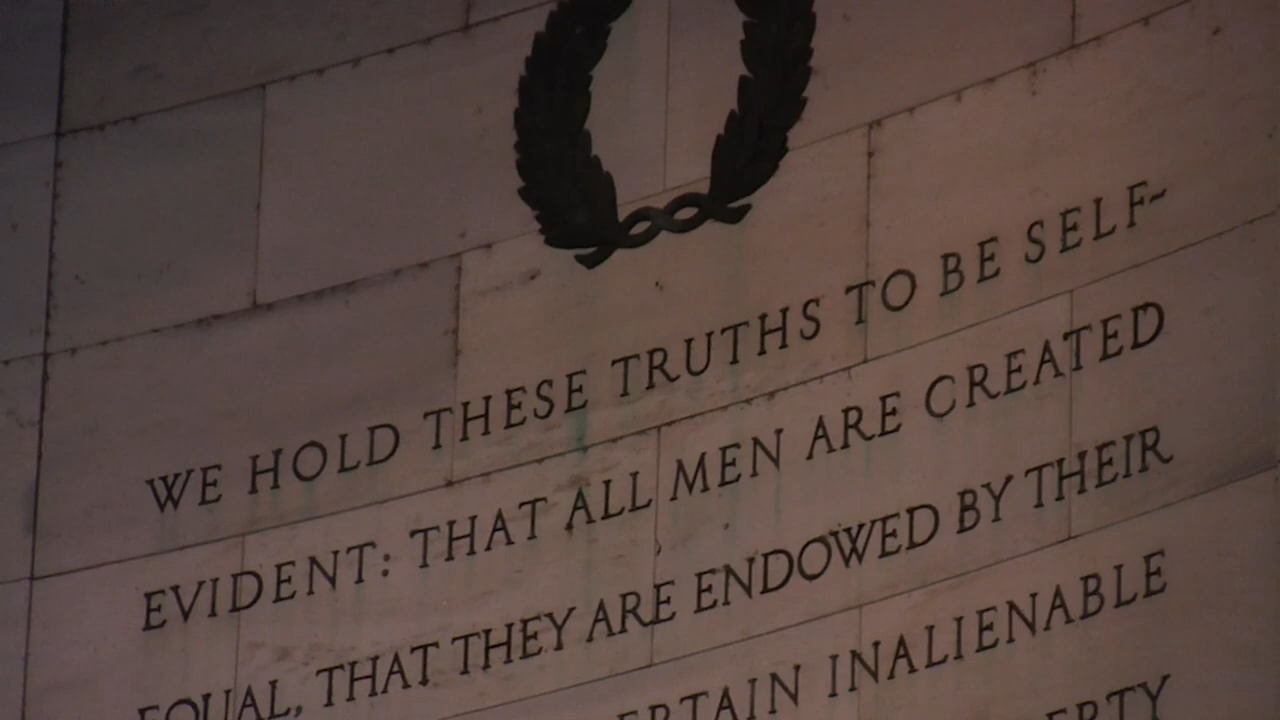 WE HOLD THESE TRUTHS TO BE SELF-
EVIDENT: THAT ALL MEN ARE CREATED
EQUAL, THAT THEY ARE ENDOWED BY THEIR
INALIENABLE